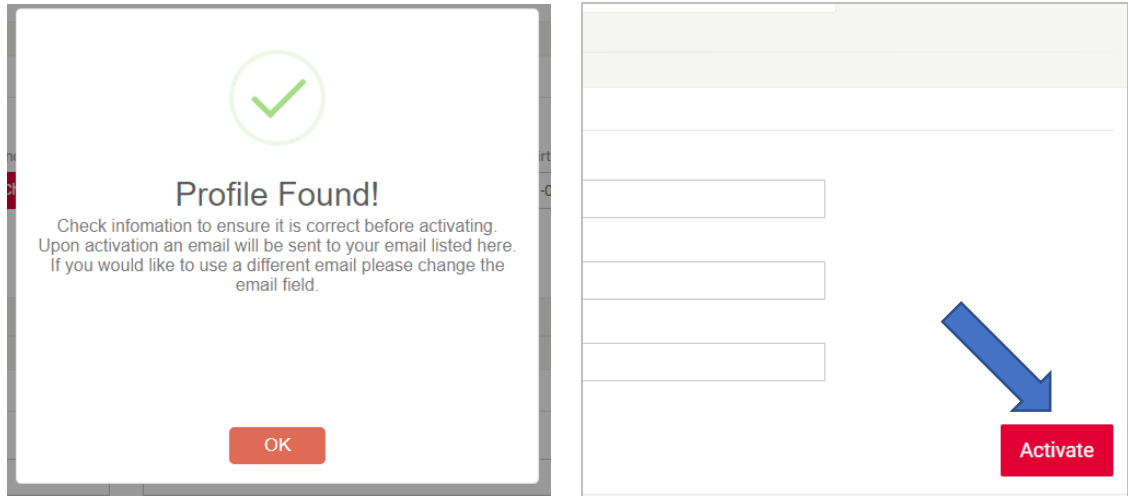 Profile Found!
Check infomation to ensure it is correct before activating.
Upon activation an email will be sent to your email listed here.
If you would like to use a different email please change the
email field.
OK
Activate